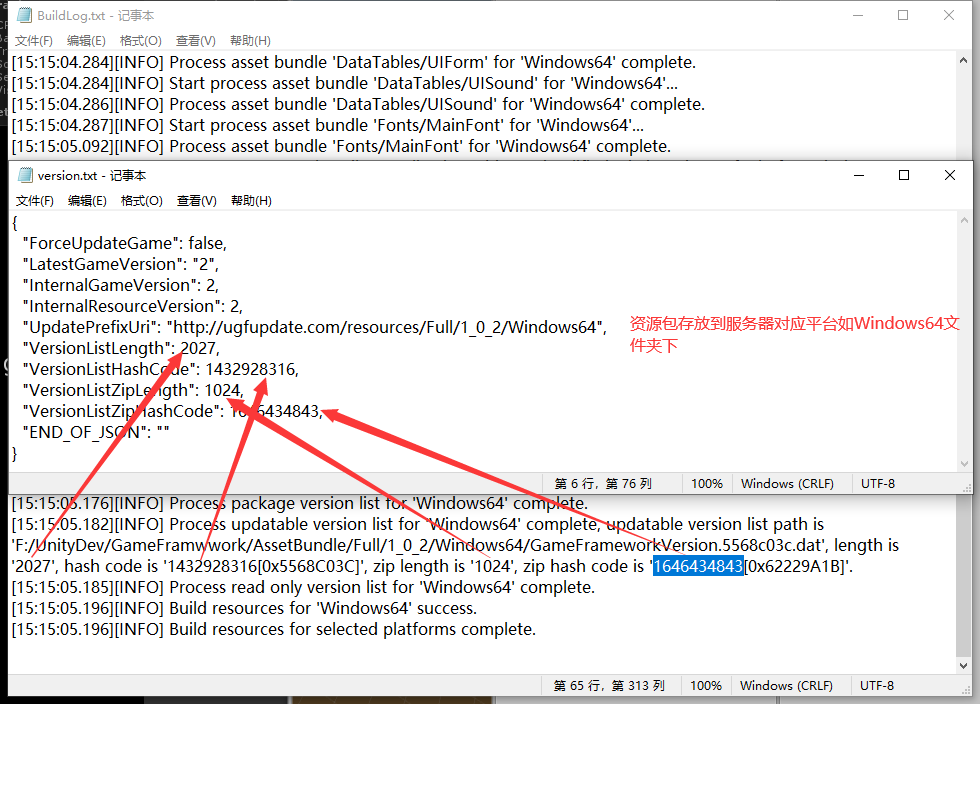 BuildLog.txt - 记事本
文件(F) 编辑(E) 格式(O) 查看(V) 帮助(H)
[15:15:04.284][INFO] Process asset bundle 'DataTables/UIForm' for 'Windows64' complete.
[15:15:04.284][INFO] Start process asset bundle 'DataTables/UISound' for 'Windows64'...
[15:15:04.286][INFO] Process asset bundle 'DataTables/UISound' for 'Windows64' complete.
[15:15:04.287][INFO] Start process asset bundle 'Fonts/MainFont' for 'Windows64'...
[15:15:05.092][INFO] Process asset bundle 'Fonts/MainFont' for 'Windows64' complete.
version.txt - 记事本
文件(F) 编辑(E) 格式(O) 查看(V) 帮助(H)
{
"ForceUpdateGame": false,
"LatestGameVersion": "2",
"InternalGameVersion": 2,
"InternalResourceVersion": 2,
"UpdatePrefixUri": "http://ugfupdate.com/resources/Full/1_0_2/Windows64",
"VersionListLength": 2027,
"VersionListHashCode": 1432928316,
"VersionListZipLength": 1024,
"VersionListZipHashCode": 1646434843,
"END_OF_JSON": ""
}
资源包存放到服务器对应平台如Windows64文
件夹下
第 6 行，第 76 列 100% Windows (CRLF) UTF-8
[15:15:05.176][INFO] Process package version list for 'Windows64' complete.
[15:15:05.182][INFO] Process updatable version list for 'Windows64' complete, updatable version list path is
'F:/UnityDev/GameFramwvwork/AssetBundle/Full/1_0_2/Windows64/GameFrameworkVersion.5568c03c.dat', length is
'2027', hash code is '1432928316[0x5568C03C]', zip length is '1024', zip hash code is '1646434843[0x62229A1B]'.
[15:15:05.185][INFO] Process read only version list for 'Windows64' complete.
[15:15:05.196][INFO] Build resources for 'Windows64' success.
[15:15:05.196][INFO] Build resources for selected platforms complete.
第 65 行，第 313 列 100% Windows (CRLF) UTF-8